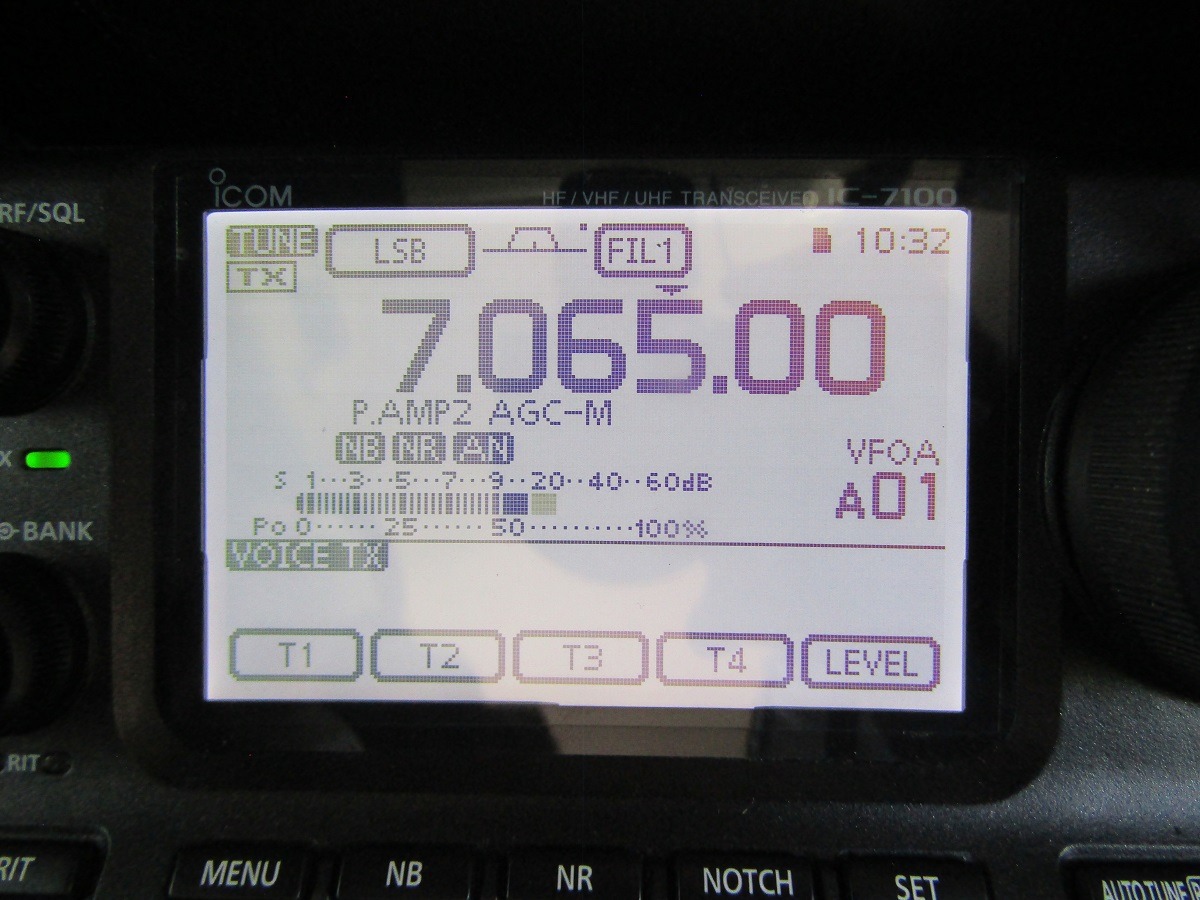 ICOM HF/VHF/UHF TRANSCEIVER IC-7100
RF/SQL
TUNE LSB FIL1 10:32
TX
7.065.00
P.AMP2 AGC-M
NB NR AN
VFOA
X
S 1···3···5···7···9··20··40··60dB
A01
Po 0······25······50·········100%
BANK
VOICE TX
T1 T2 T3 T4 LEVEL
RIT
RIT MENU NB NR NOTCH SET AUTOTUNE